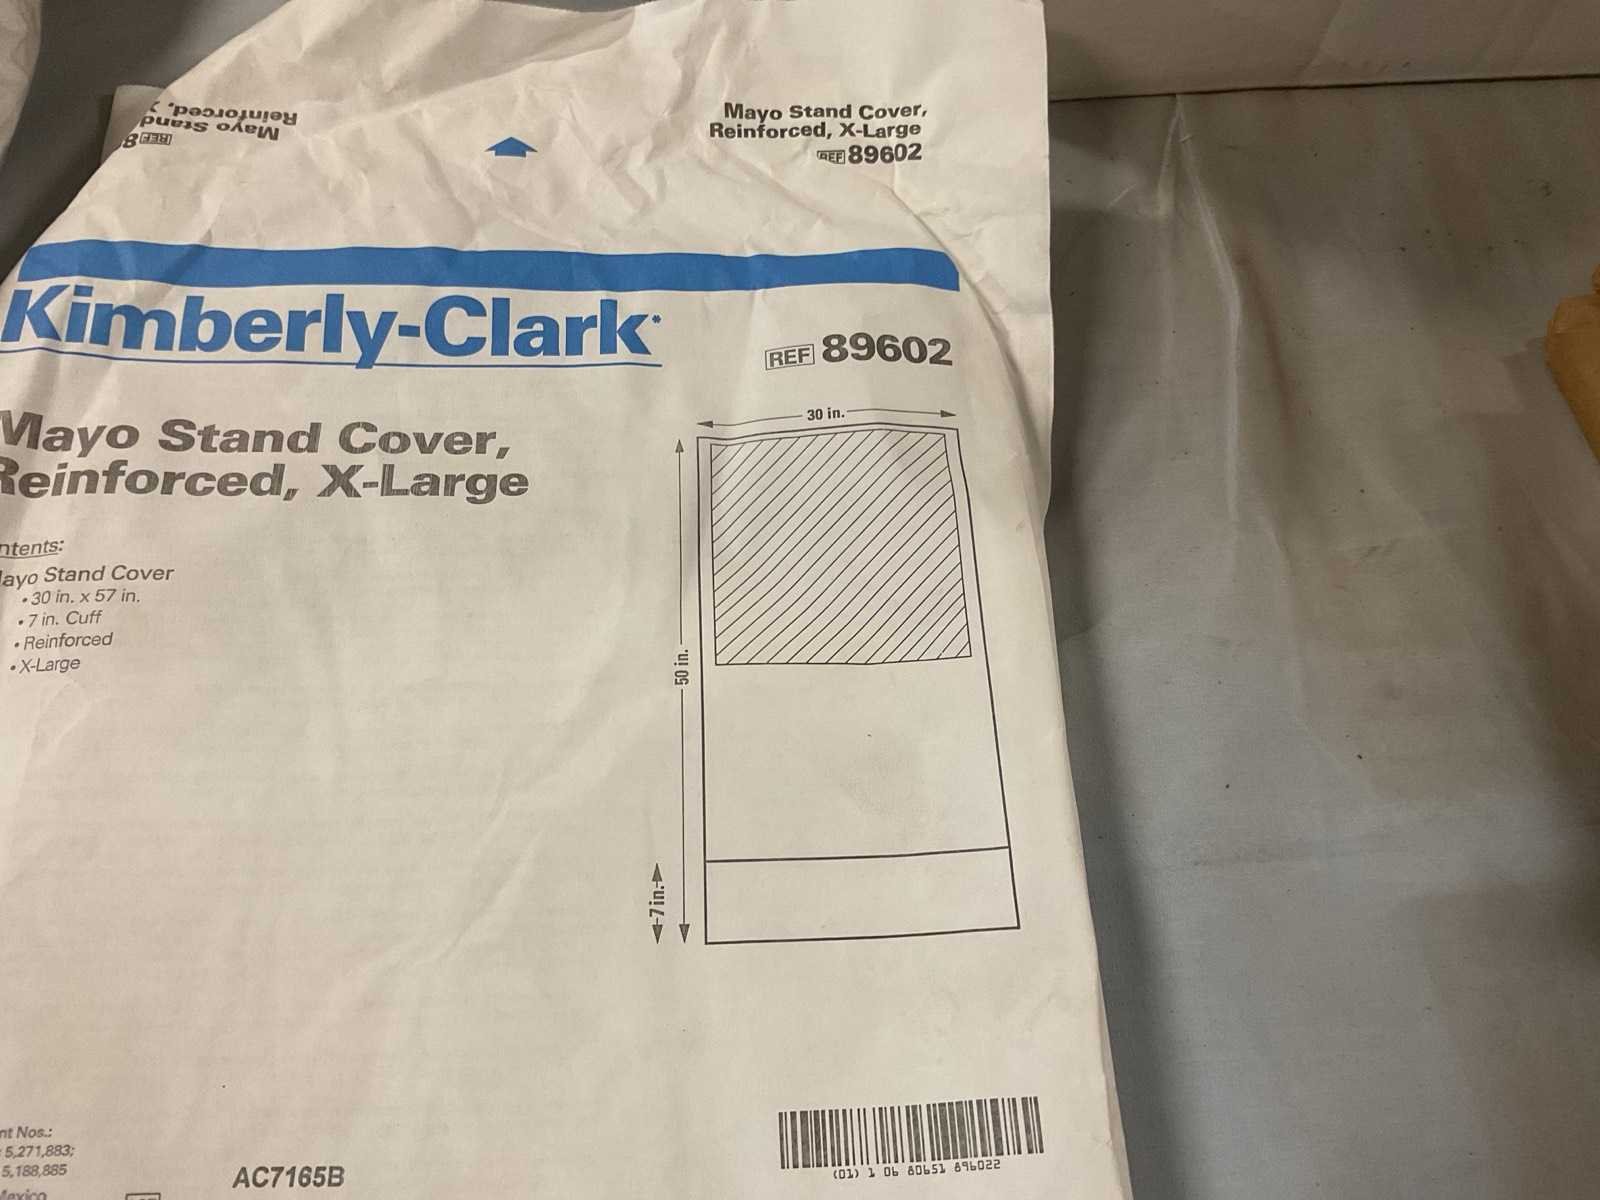 Reinforced,
Mayo Stand
REF 8
Mayo Stand Cover,
Reinforced, X-Large
REF 89602
Kimberly-Clark*
REF 89602
Mayo Stand Cover,
Reinforced, X-Large
30 in.
50 in.
7 in.
ntents:
ayo Stand Cover
• 30 in. x 57 in.
• 7 in. Cuff
• Reinforced
• X-Large
nt Nos.:
5,271,883;
5,188,885
Mexico
AC7165B
(01) 1 06 80651 896022